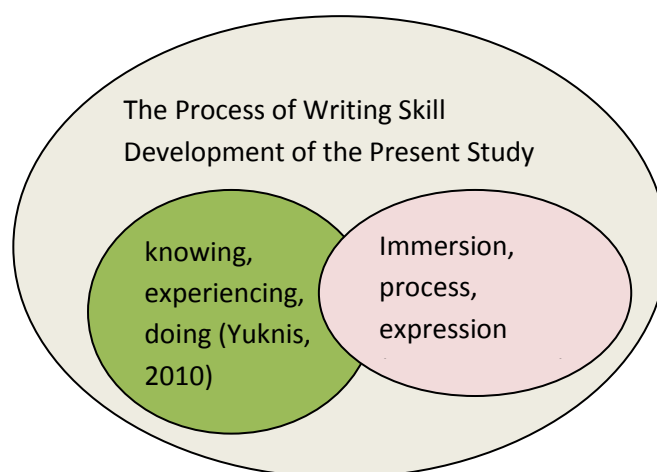 The Process of Writing Skill
Development of the Present Study
knowing,
experiencing,
doing (Yuknis,
2010)
Immersion,
process,
expression